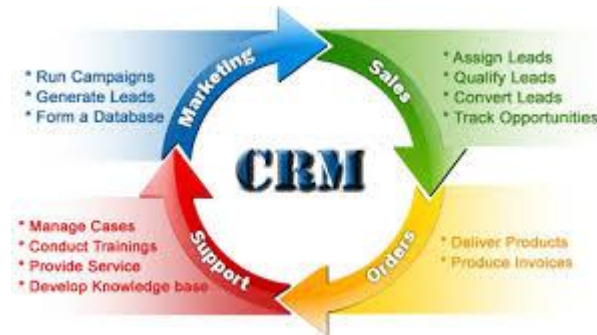 Marketing
* Run Campaigns
* Generate Leads
* Form a Database
Sales
* Assign Leads
* Qualify Leads
* Convert Leads
* Track Opportunities
CRM
Support
* Manage Cases
* Conduct Trainings
* Provide Service
* Develop Knowledge base
Orders
* Deliver Products
* Produce Invoices